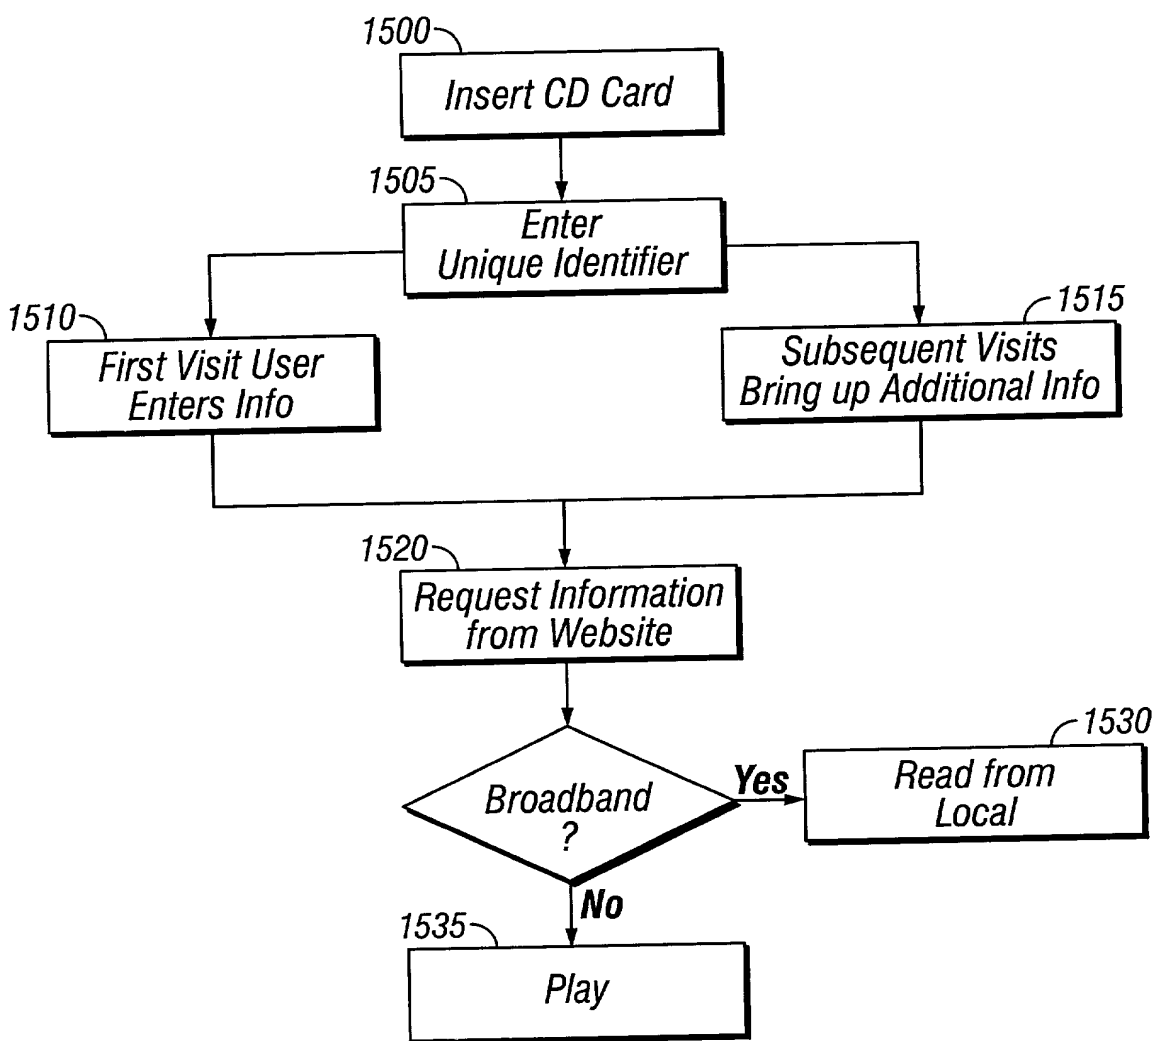 1500
Insert CD Card
1505
Enter
Unique Identifier
1510
First Visit User
Enters Info
1515
Subsequent Visits
Bring up Additional Info
1520
Request Information
from Website
Broadband
?
Yes
1530
Read from
Local
No
1535
Play